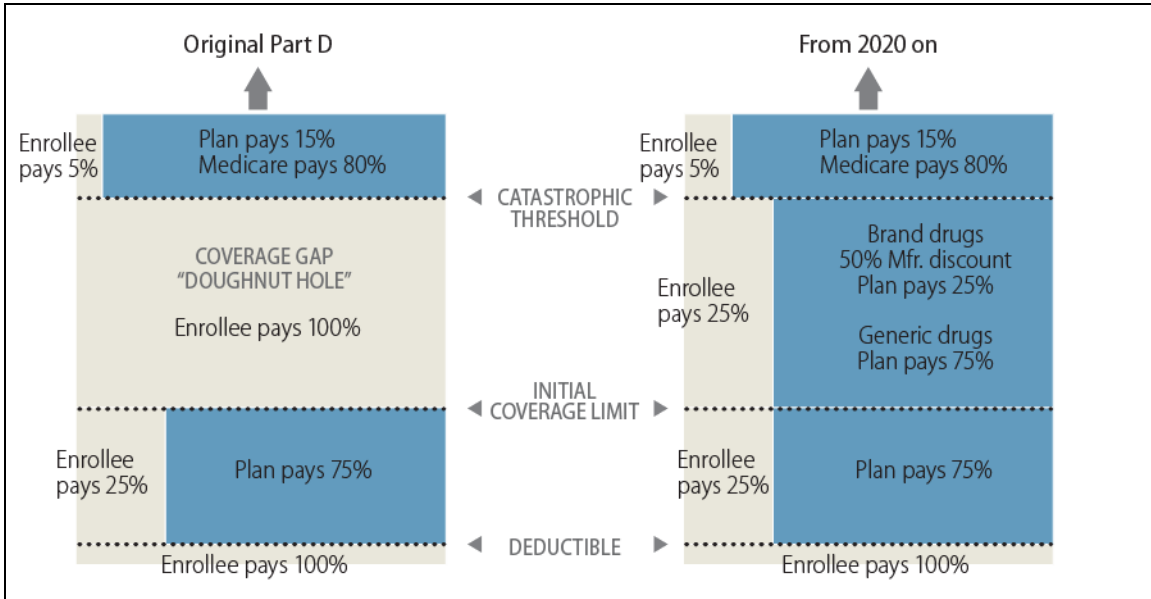 Original Part D
Enrollee
pays 5%
Plan pays 15%
Medicare pays 80%
COVERAGE GAP
“DOUGHNUT HOLE”
Enrollee pays 100%
Enrollee
pays 25%
Plan pays 75%
Enrollee pays 100%
CATASTROPHIC
THRESHOLD
INITIAL
COVERAGE LIMIT
DEDUCTIBLE
From 2020 on
Enrollee
pays 5%
Plan pays 15%
Medicare pays 80%
Enrollee
pays 25%
Brand drugs
50% Mfr. discount
Plan pays 25%
Generic drugs
Plan pays 75%
Enrollee
pays 25%
Plan pays 75%
Enrollee pays 100%